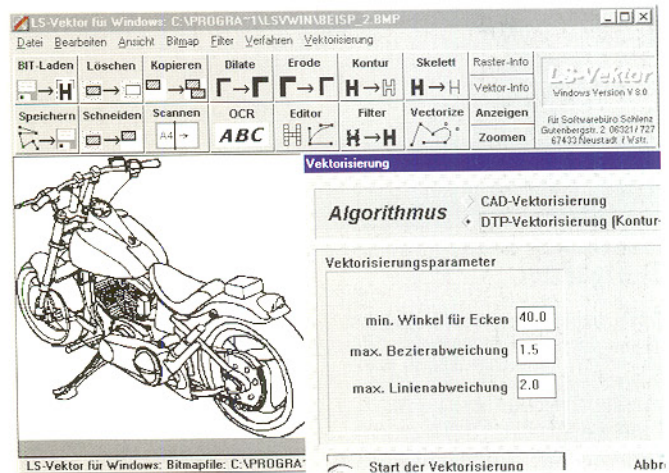 LS-Vektor für Windows: C:\PROGRA~1\LSVWIN\BEISP_2.BMP
Datei Bearbeiten Ansicht Bitmap Filter Verfahren Vektorisierung
BIT-Laden Löschen Kopieren Dilate Erode Kontur Skelett Raster-Info
Vektor-Info
LS-Vektor
Windows Version V 8.0
Speichern Schneiden Scannen OCR Editor Filter Vectorize Anzeigen
A4 ABC Zoomen
für Softwarebüro Schlenz
Gutenbergstr. 2 06321/727
67433 Neustadt / Wstr.
Vektorisierung
Algorithmus
CAD-Vektorisierung
DTP-Vektorisierung (Kontur-
Vektorisierungsparameter
min. Winkel für Ecken 40.0
max. Bezierabweichung 1.5
max. Linienabweichung 2.0
LS-Vektor für Windows: Bitmapfile: C:\PROGRA~
Start der Vektorisierung Abbr